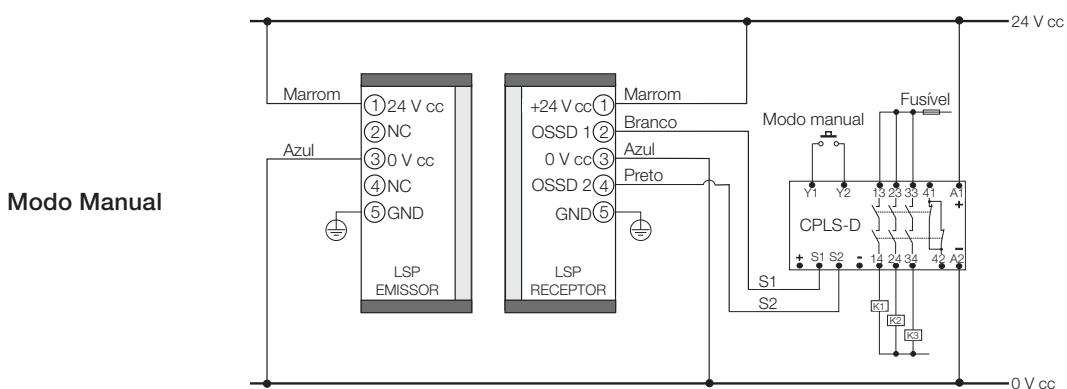 Modo Manual
24 V cc
Marrom
Azul
1 24 V cc
2 NC
3 0 V cc
4 NC
5 GND
LSP
EMISSOR
+24 V cc 1
OSSD 1 2
0 V cc 3
OSSD 2 4
GND 5
LSP
RECEPTOR
Marrom
Branco
Azul
Preto
S1
S2
Modo manual
Fusível
Y1 Y2 13 23 33 41 A1
+
CPLS-D
-
+ S1 S2 - 14 24 34 42 A2
K1
K2
K3
0 V cc